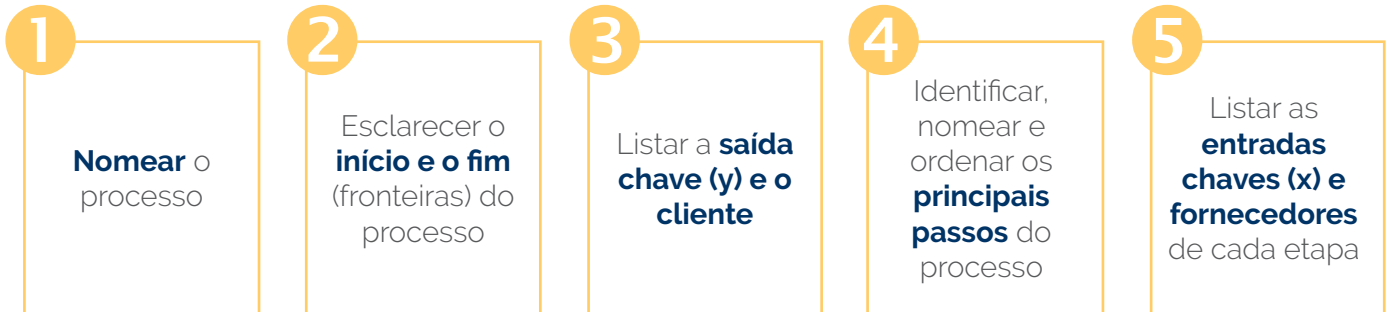 1
Nomear o
processo
2
Esclarecer o
início e o fim
(fronteiras) do
processo
3
Listar a saída
chave (y) e o
cliente
4
Identificar,
nomear e
ordenar os
principais
passos do
processo
5
Listar as
entradas
chaves (x) e
fornecedores
de cada etapa